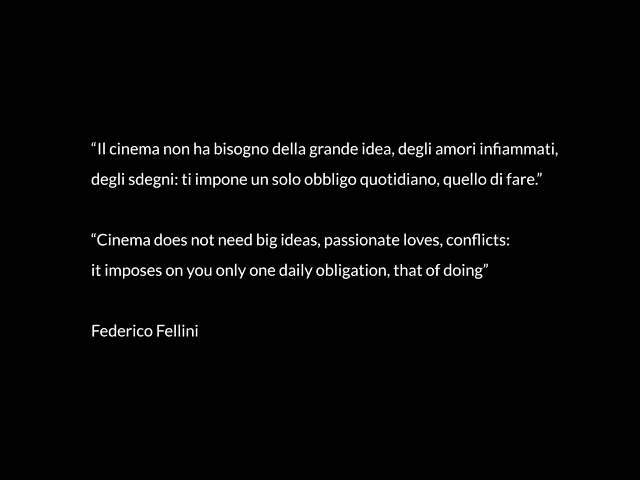 “Il cinema non ha bisogno della grande idea, degli amori infiammati,
degli sdegni: ti impone un solo obbligo quotidiano, quello di fare.”
“Cinema does not need big ideas, passionate loves, conflicts:
it imposes on you only one daily obligation, that of doing”
Federico Fellini